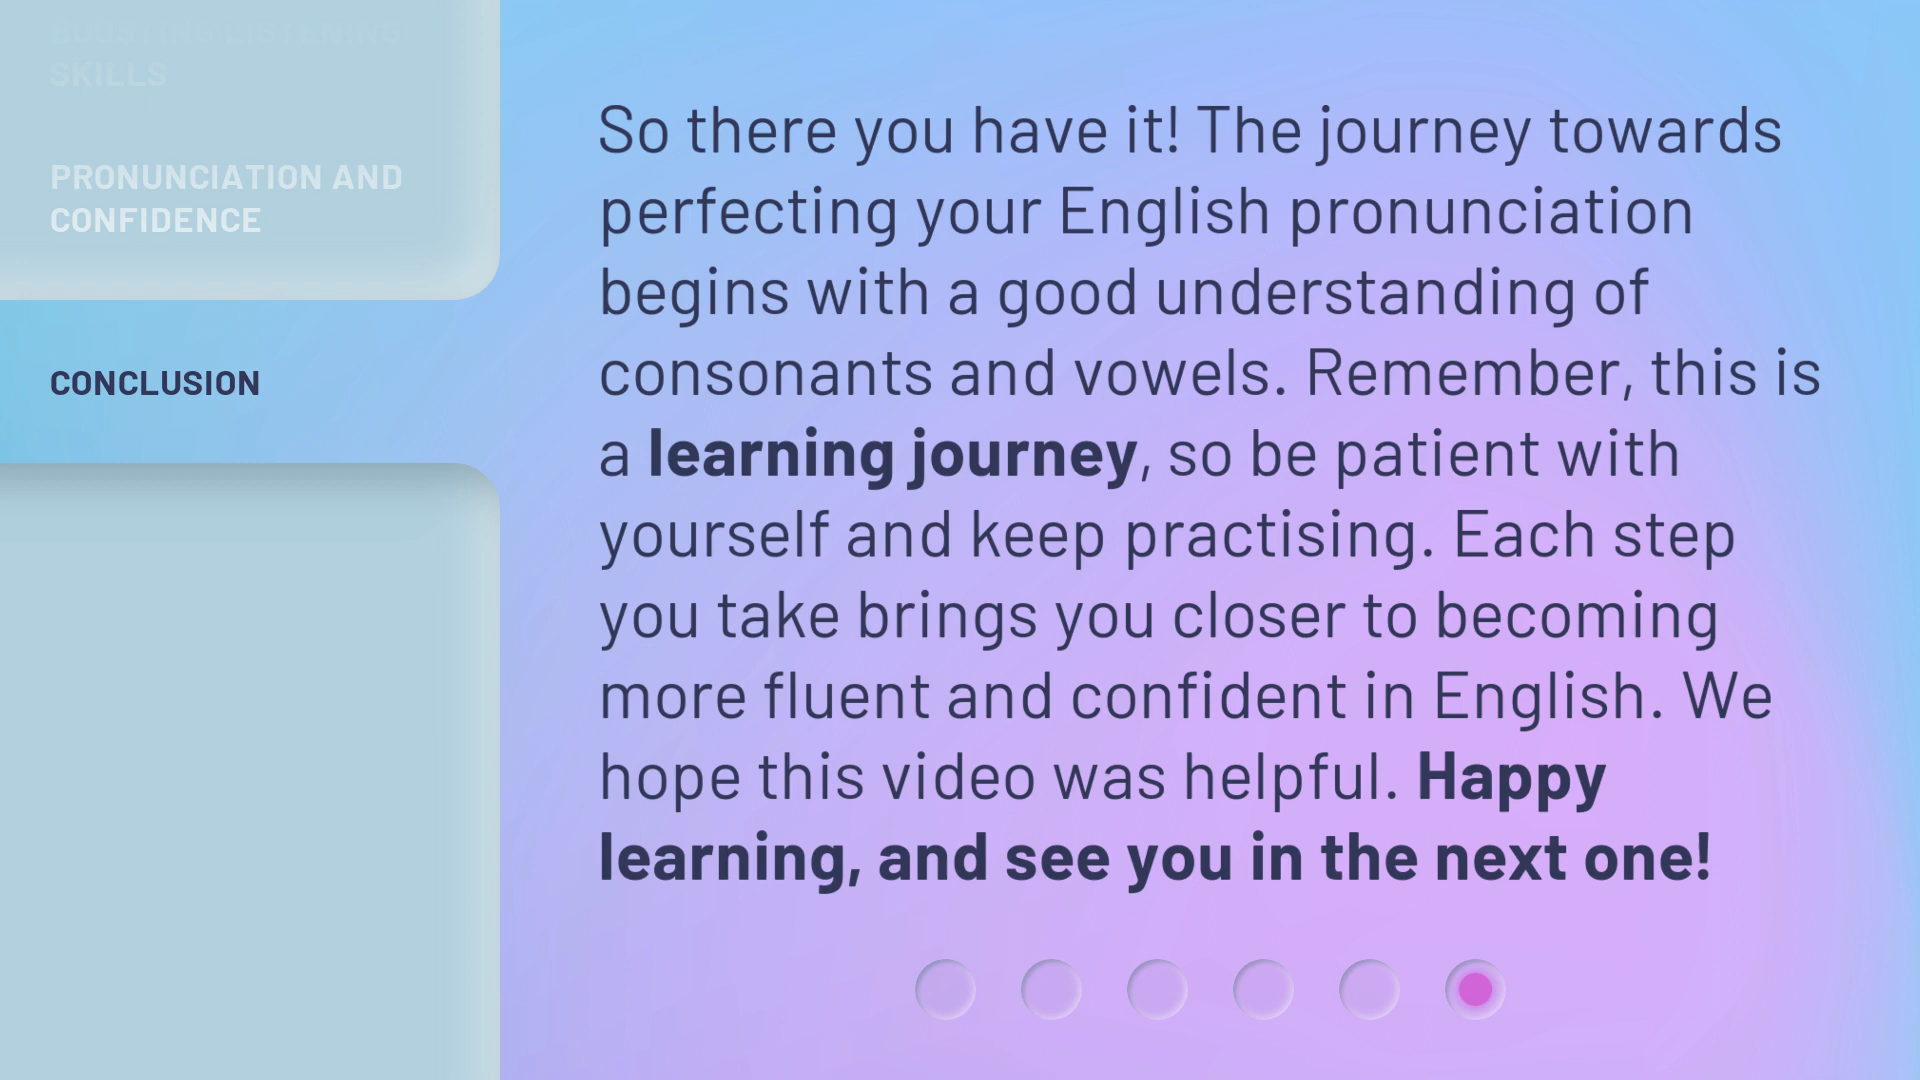 BOOSTING LISTENING
SKILLS
PRONUNCIATION AND
CONFIDENCE
CONCLUSION
So there you have it! The journey towards
perfecting your English pronunciation
begins with a good understanding of
consonants and vowels. Remember, this is
a learning journey, so be patient with
yourself and keep practising. Each step
you take brings you closer to becoming
more fluent and confident in English. We
hope this video was helpful. Happy
learning, and see you in the next one!